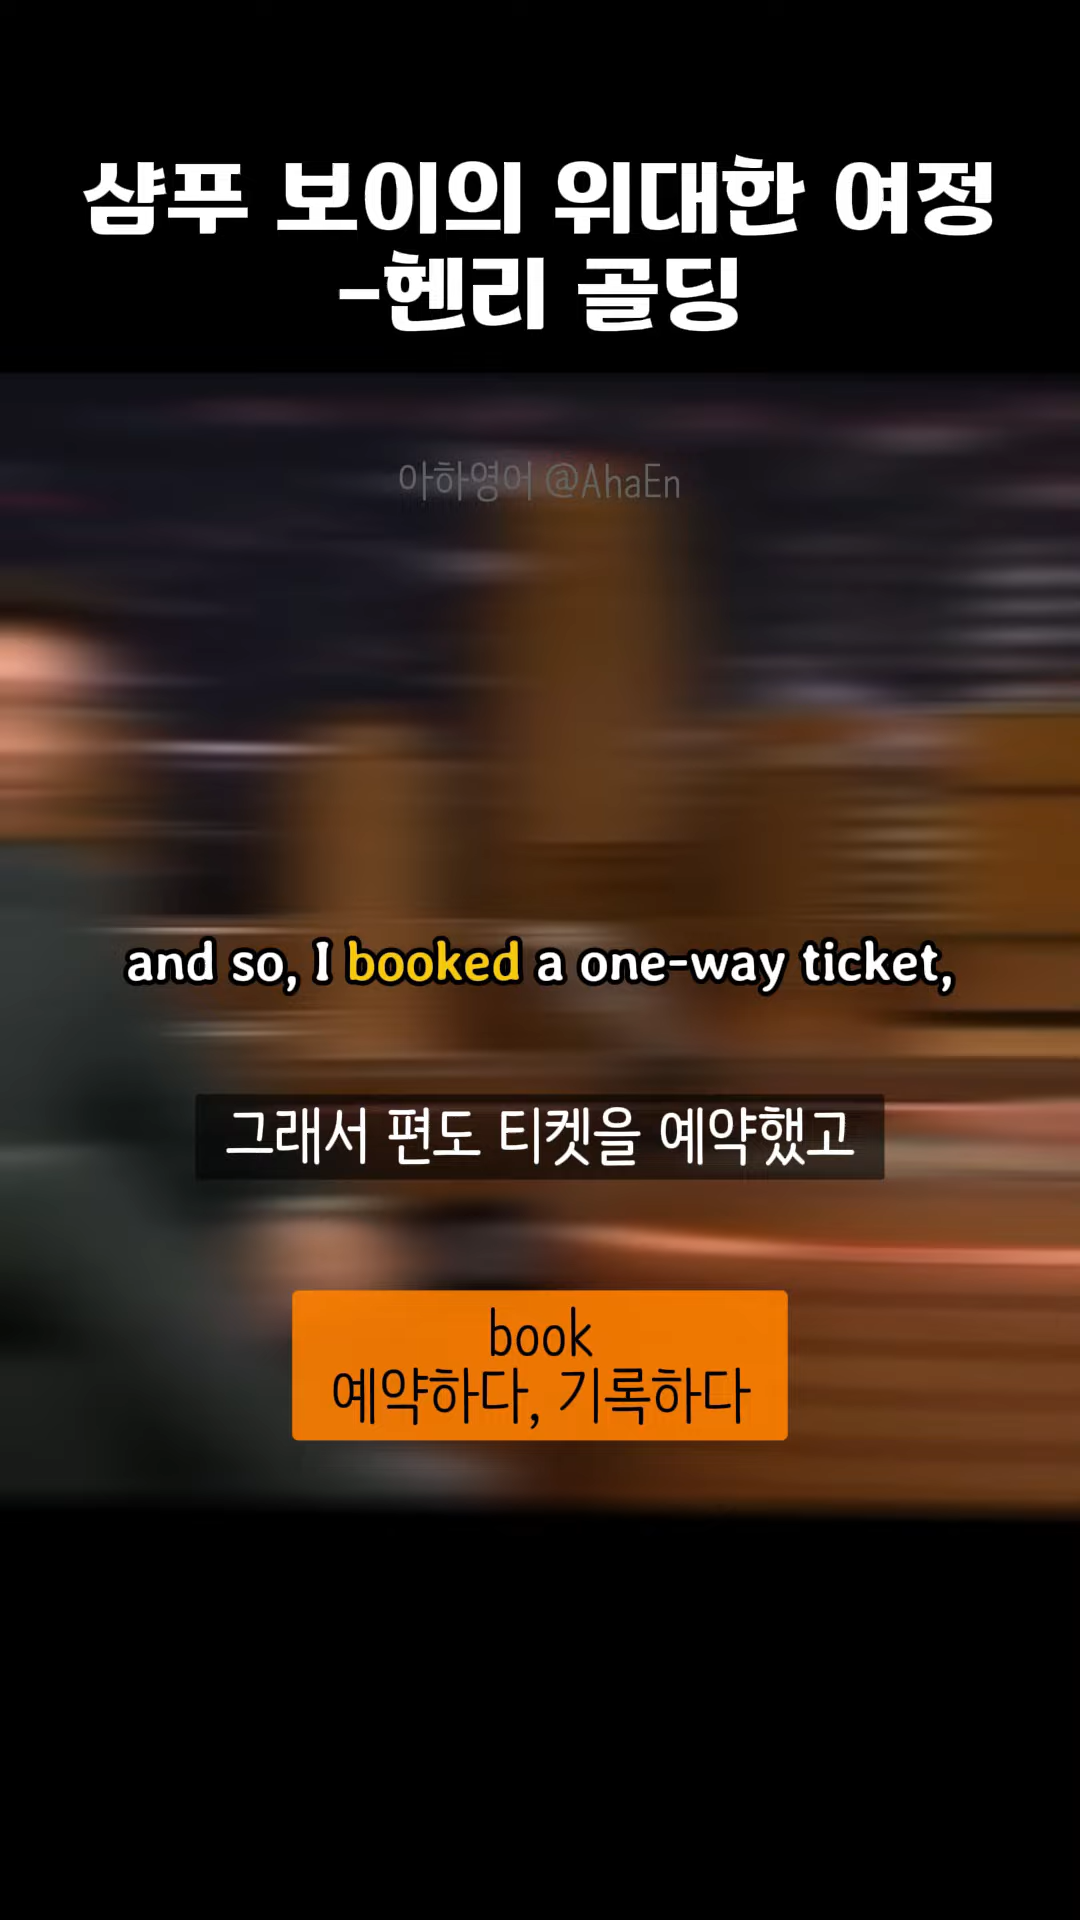 샴푸 보이의 위대한 여정
-헨리 골딩
아하영어 @AhaEn
and so, I booked a one-way ticket,
그래서 편도 티켓을 예약했고
book
예약하다, 기록하다